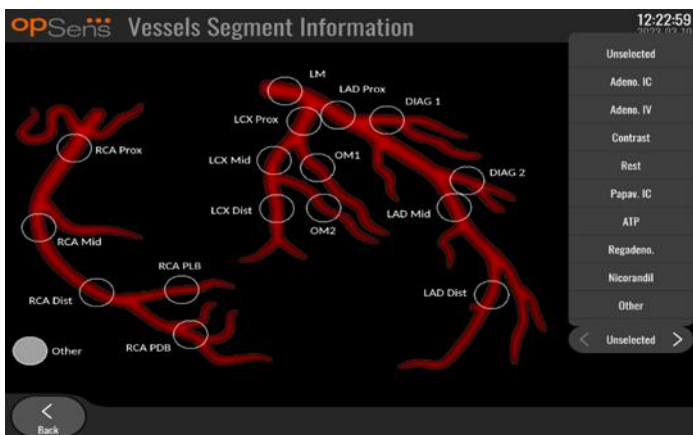 opSens Vessels Segment Information
12:22:59
LM
LAD Prox
DIAG 1
LCX Prox
RCA Prox
LCX Mid
OM1
DIAG 2
LCX Dist
OM2
LAD Mid
RCA Mid
RCA PLB
RCA Dist
LAD Dist
RCA PDB
Other
Unselected
Adeno. IC
Adeno. IV
Contrast
Rest
Papav. IC
ATP
Regadeno.
Nicorandil
Other
< Unselected >
Back